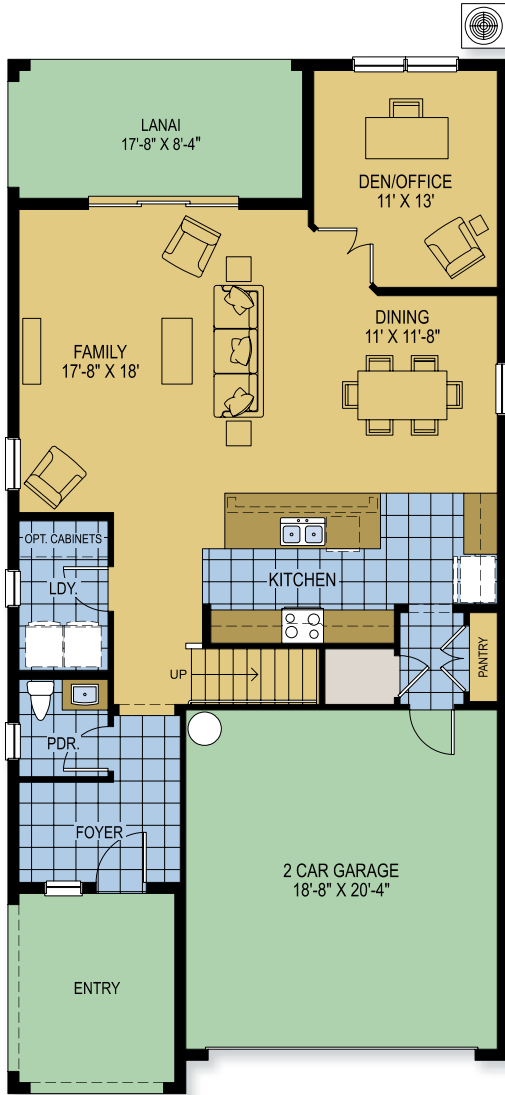 LANAI
17'-8" X 8'-4"
DEN/OFFICE
11' X 13'
DINING
11' X 11'-8"
FAMILY
17'-8" X 18'
OPT. CABINETS
LDY.
KITCHEN
PANTRY
UP
PDR.
FOYER
2 CAR GARAGE
18'-8" X 20'-4"
ENTRY